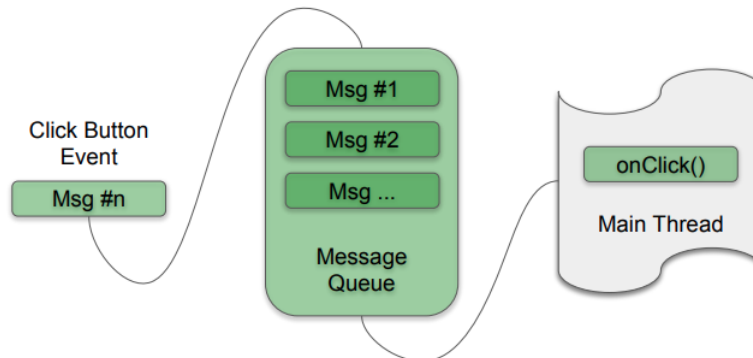 Click Button
Event
Msg #n
Msg #1
Msg #2
Msg ...
Message
Queue
onClick()
Main Thread